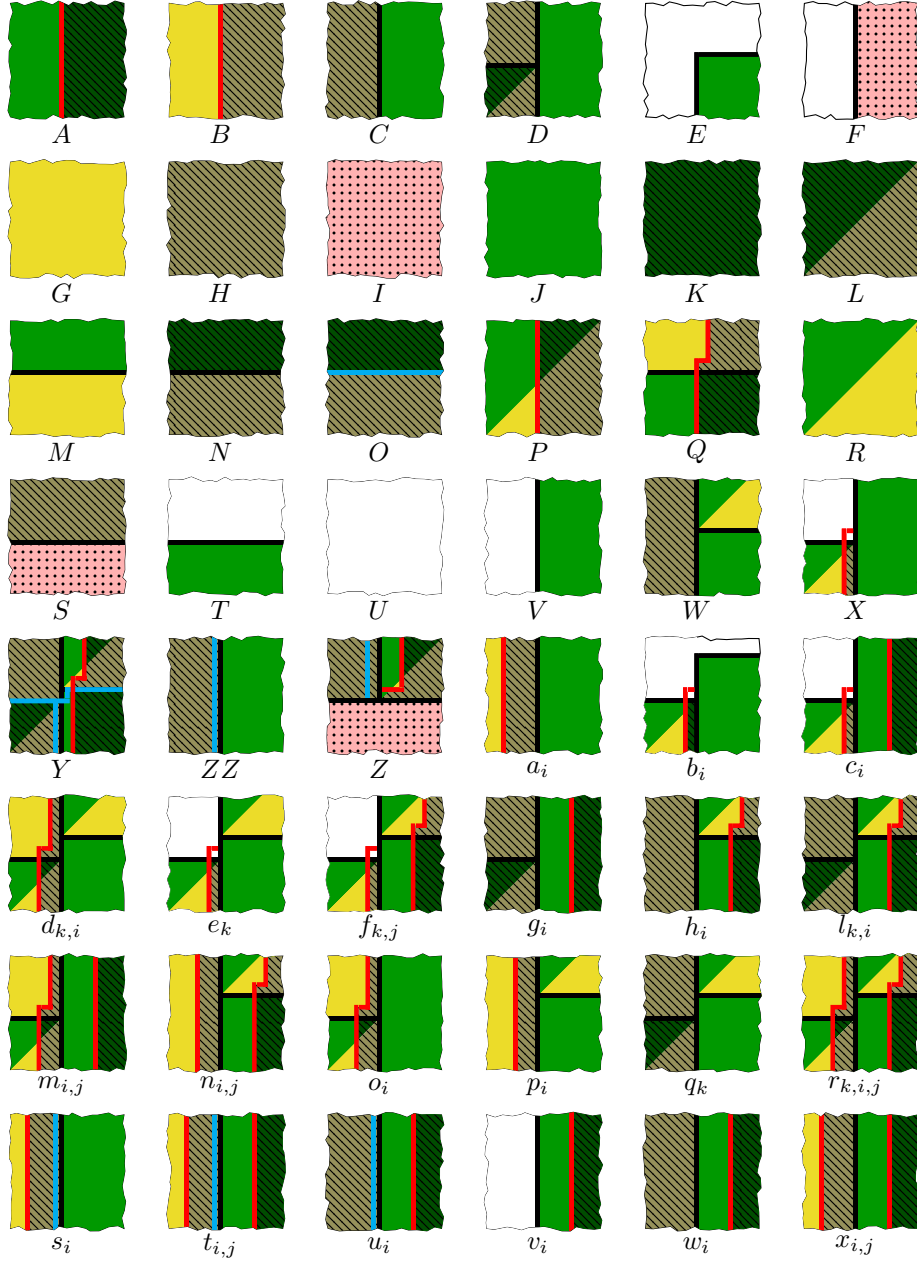 A B C D E F
G H I J K L
M N O P Q R
S T U V W X
Y ZZ Z a_i b_i c_i
d_{k,i} e_k f_{k,j} g_i h_i l_{k,i}
m_{i,j} n_{i,j} o_i p_i q_k r_{k,i,j}
s_i t_{i,j} u_i v_i w_i x_{i,j}